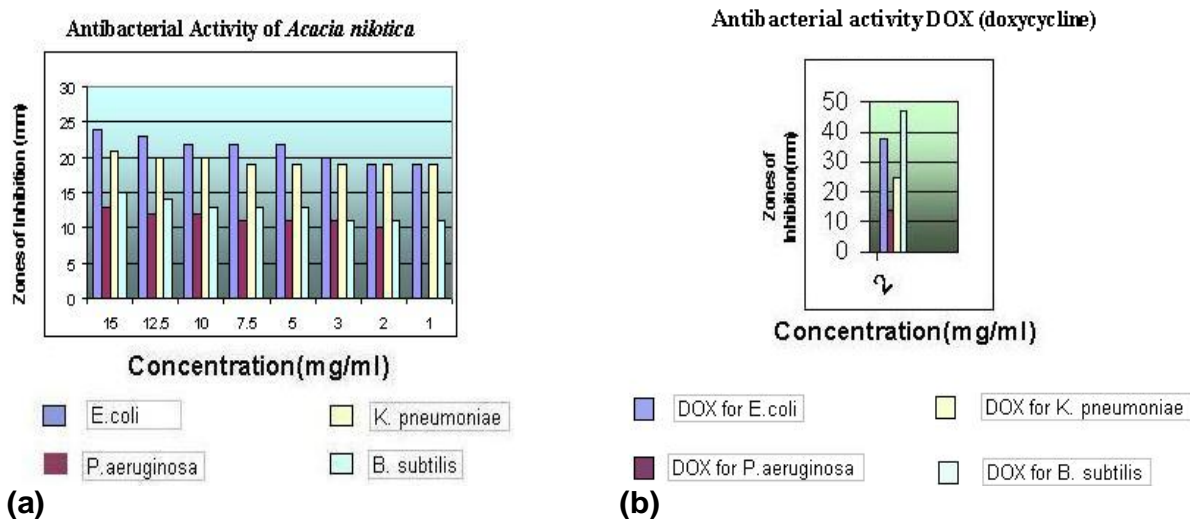 Antibacterial Activity of Acacia nilotica
Zones of Inhibition (mm)
30
25
20
15
10
5
0
15 12.5 10 7.5 5 3 2 1
Concentration(mg/ml)
E.coli
K. pneumoniae
P.aeruginosa
B. subtilis
(a)
Antibacterial activity DOX (doxycycline)
Zones of
Inhibition(mm)
50
40
30
20
10
0
2
Concentration(mg/ml)
DOX for E.coli
DOX for K. pneumoniae
DOX for P.aeruginosa
DOX for B. subtilis
(b)